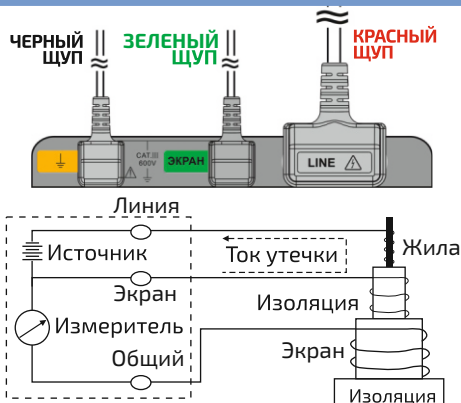 ЧЕРНЫЙ
ЩУП
ЗЕЛЕНЫЙ
ЩУП
КРАСНЫЙ
ЩУП
CAT.III
600V
ЭКРАН
LINE
Линия
Источник
Ток утечки
Жила
Экран
Изоляция
Измеритель
Экран
Общий
Изоляция